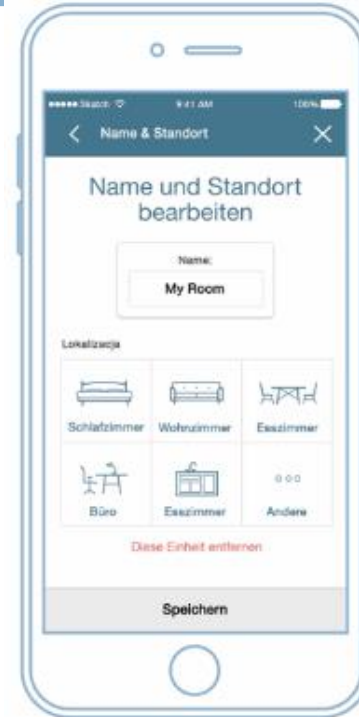 Sketch 9:41 AM 100%
Name & Standort
Name und Standort
bearbeiten
Name:
My Room
Lokalizacja
Schlafzimmer Wohnzimmer Esszimmer
Büro Esszimmer Andere
Diese Einheit entfernen
Speichern